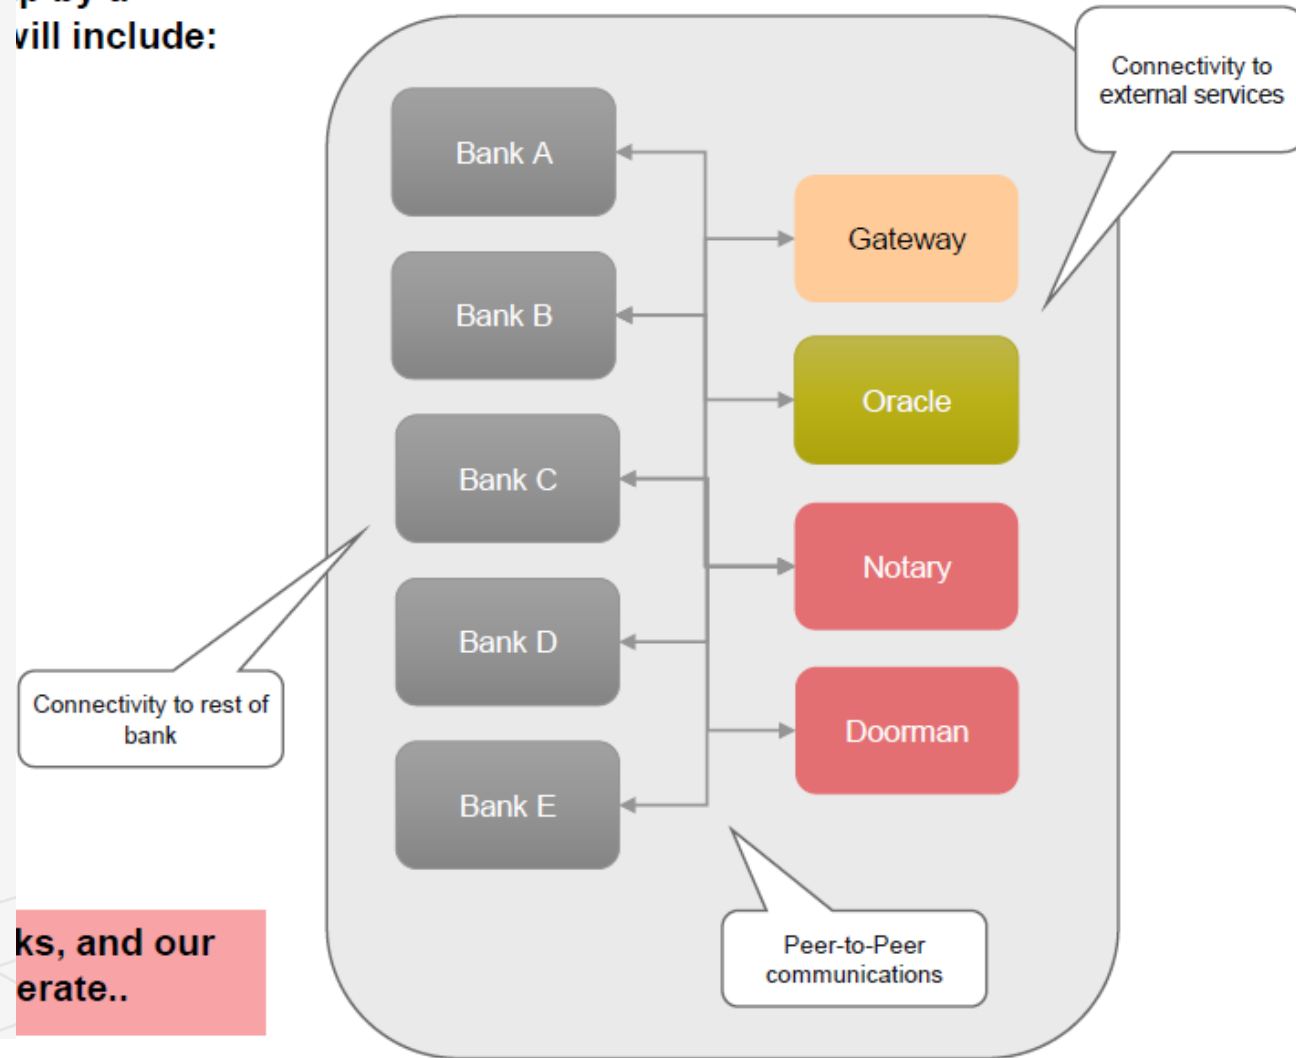 will include:
Connectivity to
external services
Bank A
Gateway
Bank B
Oracle
Bank C
Notary
Bank D
Doorman
Connectivity to rest of
bank
Bank E
Peer-to-Peer
communications
ks, and our
erate..